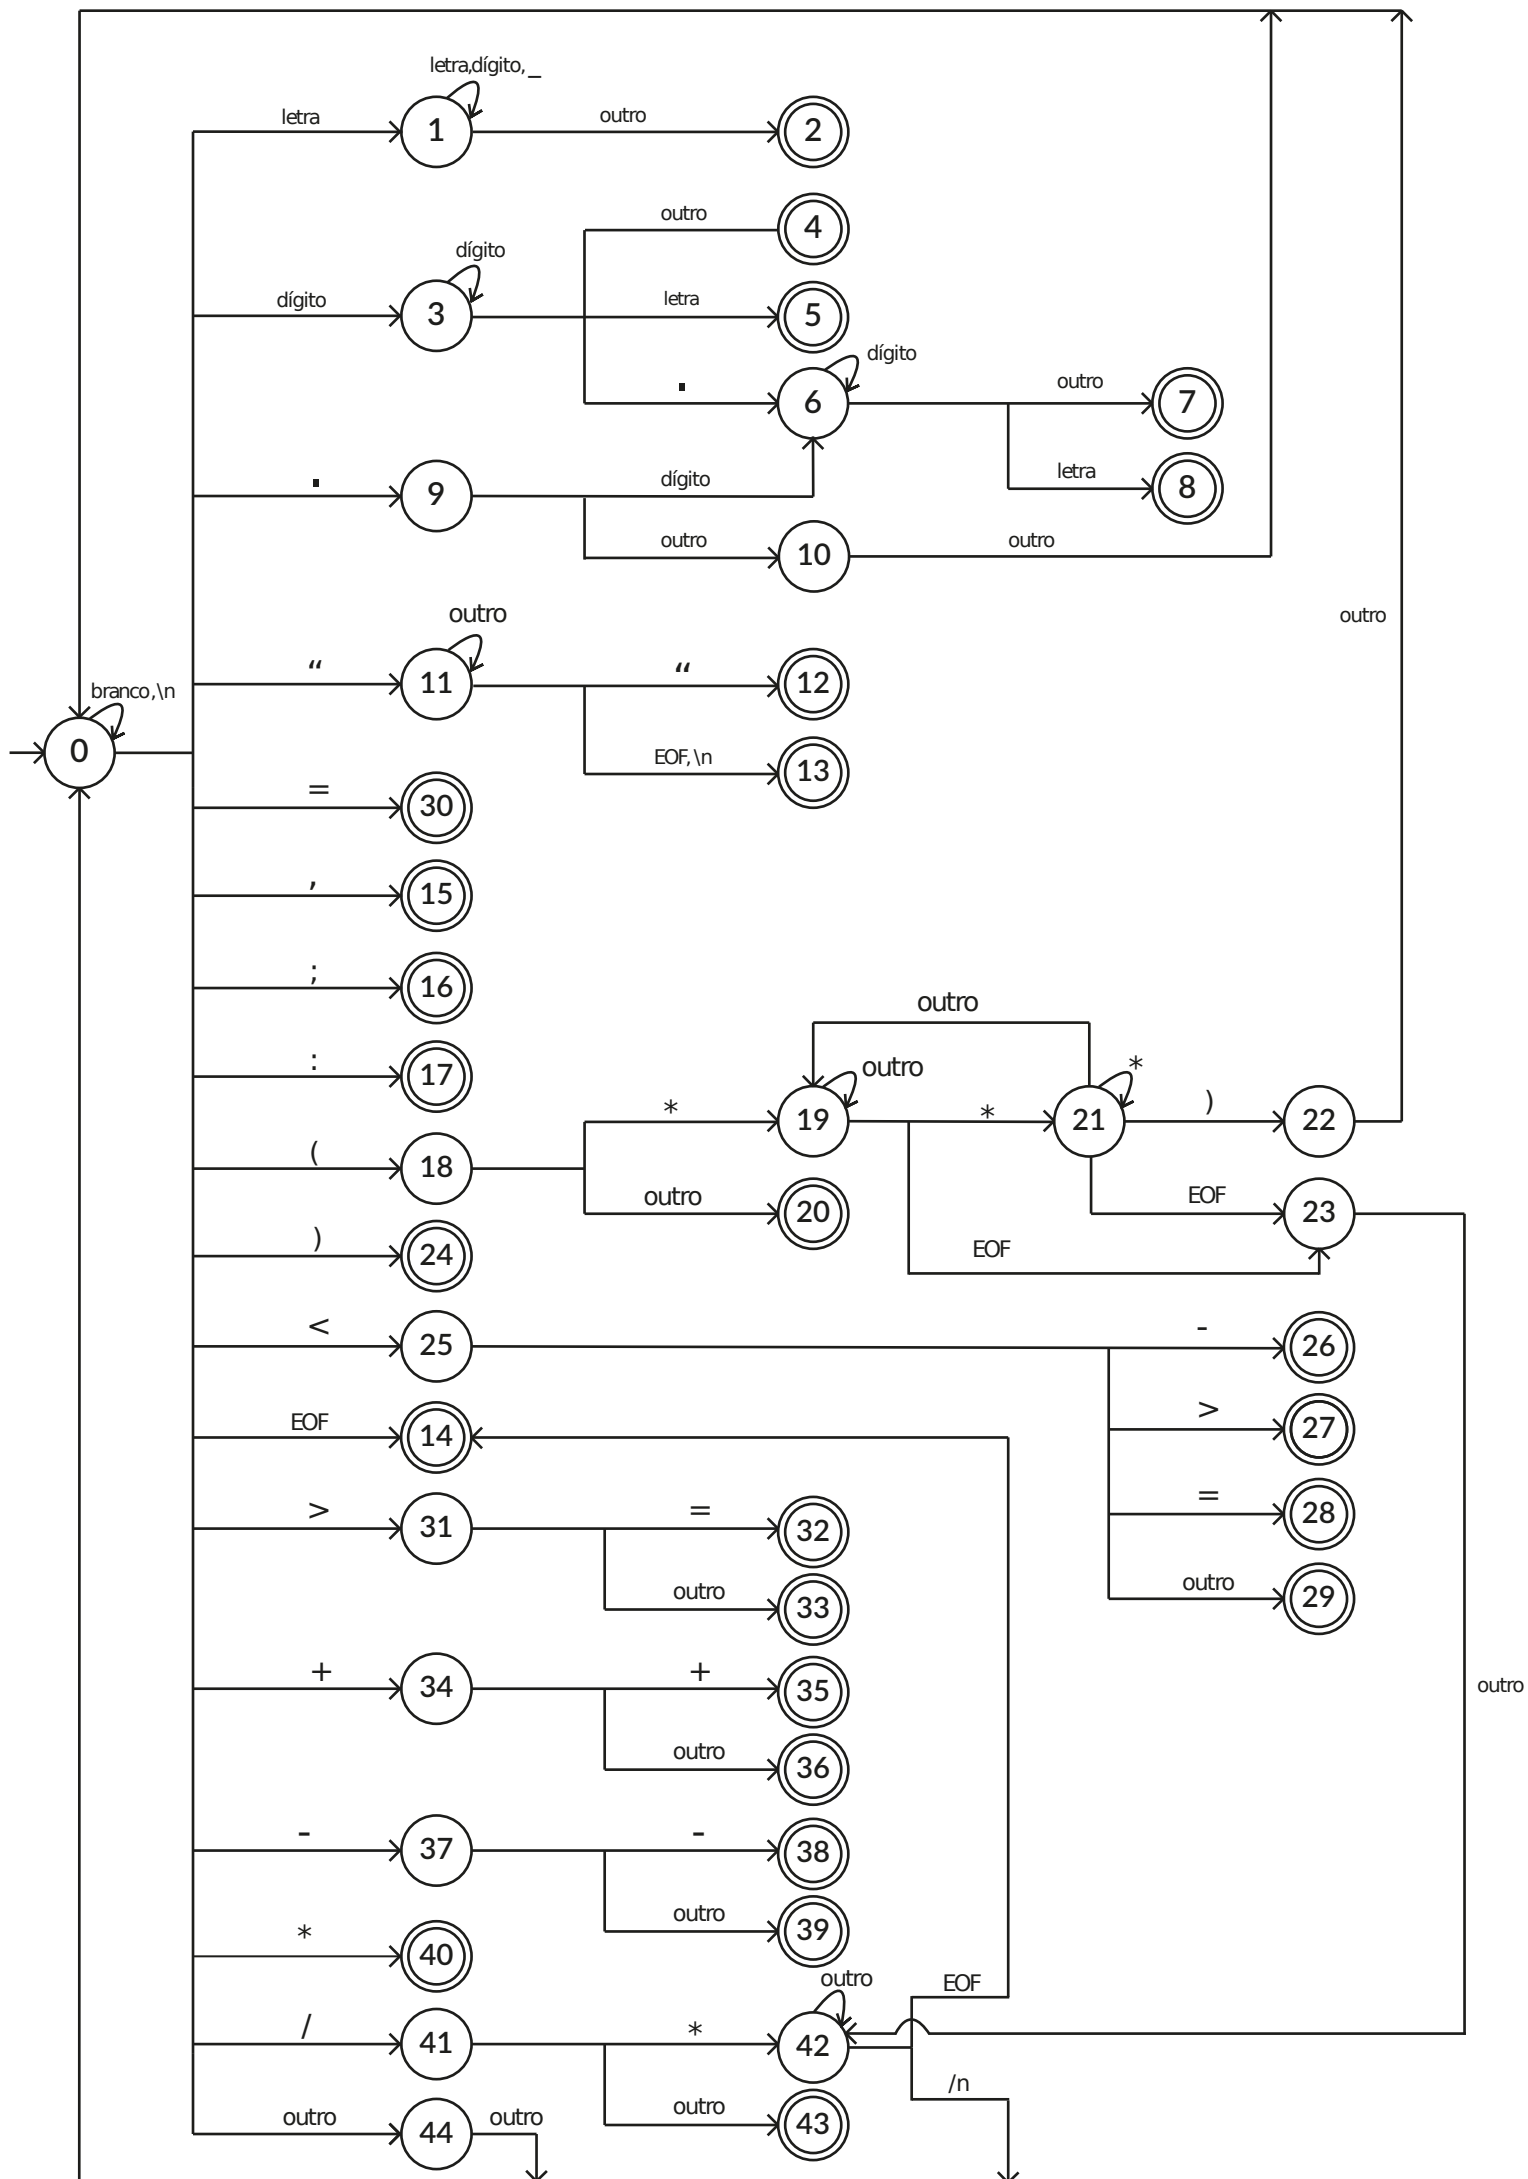 letra,dígito,_
letra
1
outro
2
outro
4
dígito
dígito
3
letra
5
.
6
dígito
outro
7
letra
8
.
9
dígito
outro
10
outro
outro
“
11
“
12
EOF,\n
13
outro
branco,\n
0
=
30
,
15
;
16
:
17
outro
*
19
outro
*
21
*
)
22
(
18
outro
20
EOF
23
EOF
)
24
<
25
-
26
>
27
=
28
outro
29
EOF
14
>
31
=
32
outro
33
+
34
+
35
outro
36
outro
-
37
-
38
outro
39
*
40
outro
EOF
/
41
*
42
/n
outro
43
outro
44
outro